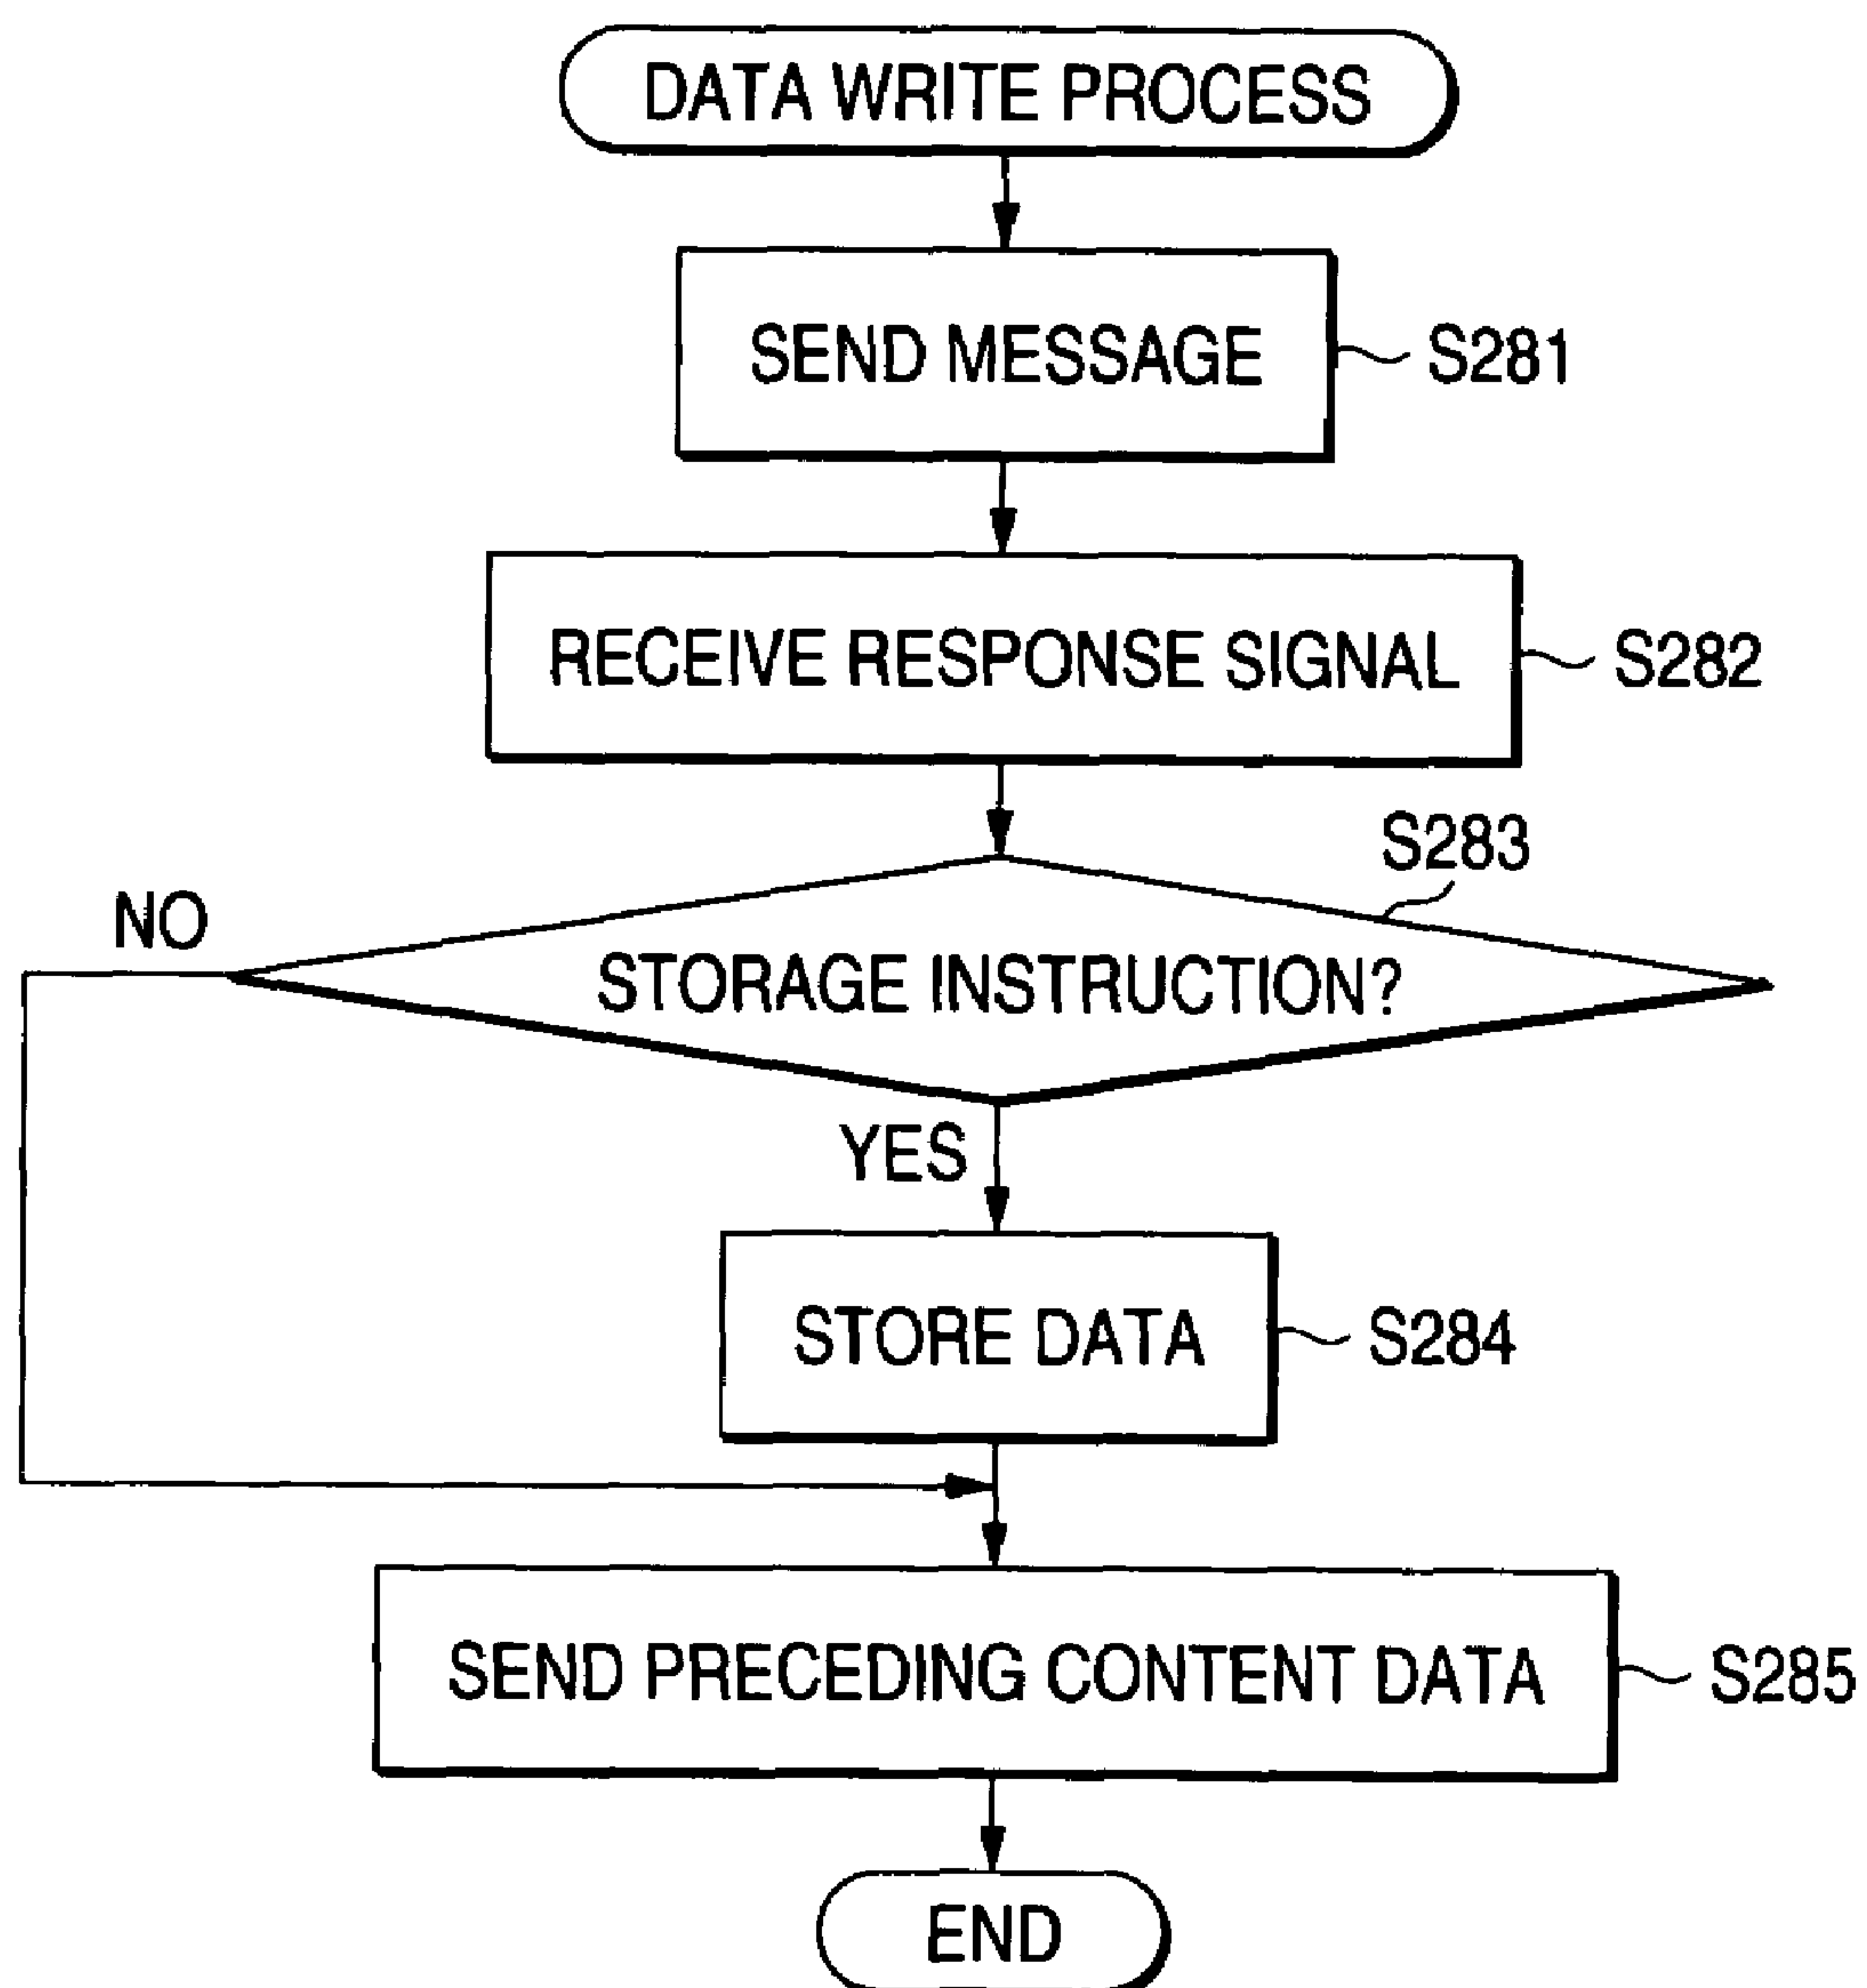 DATA WRITE PROCESS
SEND MESSAGE
S281
RECEIVE RESPONSE SIGNAL
S282
S283
NO
STORAGE INSTRUCTION?
YES
STORE DATA
S284
SEND PRECEDING CONTENT DATA
S285
END